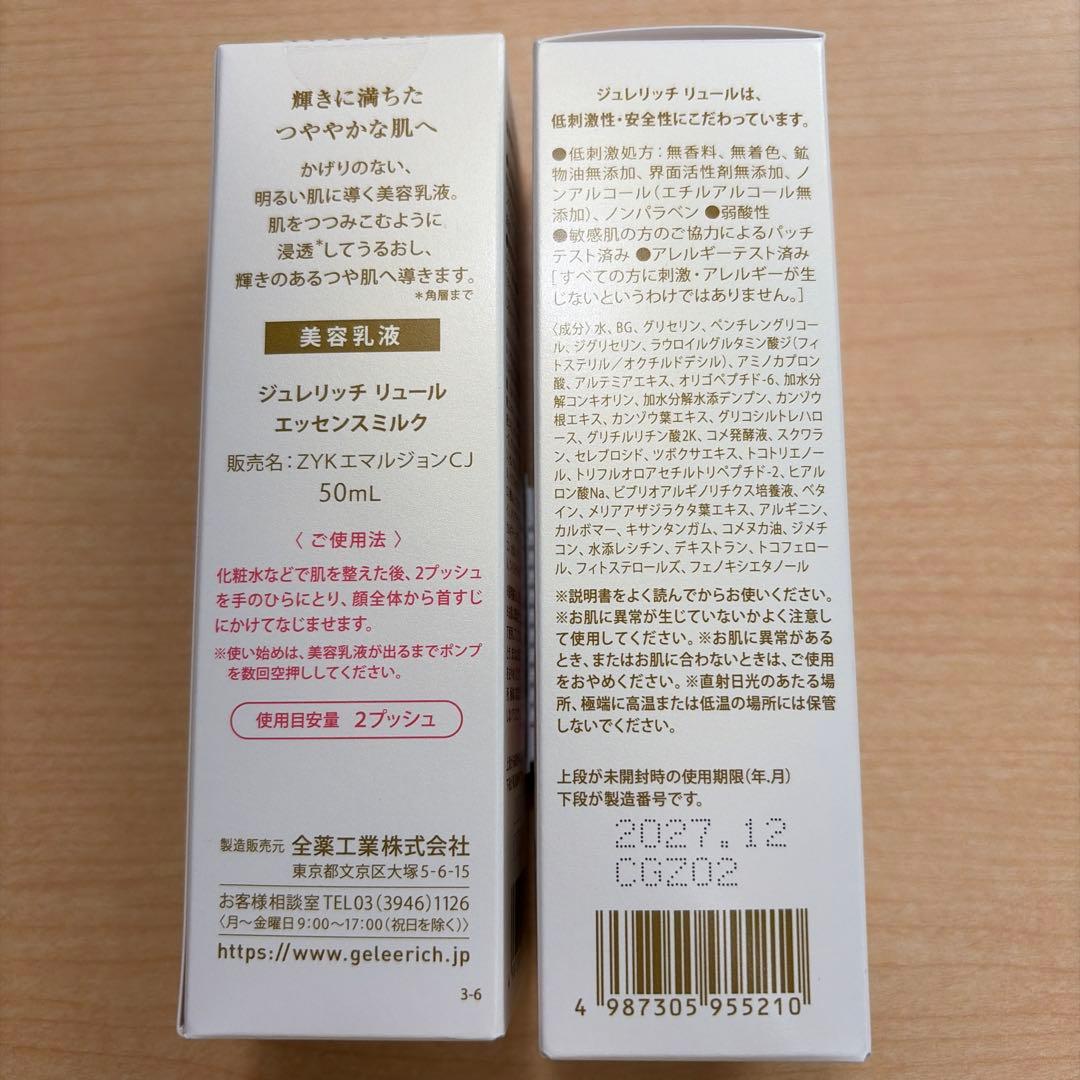 輝きに満ちた
つややかな肌へ
かげりのない、
明るい肌に導く美容乳液。
肌をつつみこむように
浸透*してうるおし、
輝きのあるつや肌へ導きます。
*角層まで
美容乳液
ジュレリッチ リュール
エッセンスミルク
販売名：ZYKエマルジョンCJ
50mL
〈 ご使用法 〉
化粧水などで肌を整えた後、2プッシュ
を手のひらにとり、顔全体から首すじ
にかけてなじませます。
※使い始めは、美容乳液が出るまでポンプ
を数回空押ししてください。
使用目安量 2プッシュ
製造販売元 全薬工業株式会社
東京都文京区大塚5-6-15
お客様相談室 TEL03(3946)1126
〈月〜金曜日9:00〜17:00(祝日を除く)〉
https://www.geleerich.jp
3-6
ジュレリッチ リュールは、
低刺激性・安全性にこだわっています。
●低刺激処方：無香料、無着色、鉱
物油無添加、界面活性剤無添加、ノ
ンアルコール(エチルアルコール無
添加)、ノンパラベン ●弱酸性
●敏感肌の方のご協力によるパッチ
テスト済み ●アレルギーテスト済み
[すべての方に刺激・アレルギーが生
じないというわけではありません。]
〈成分〉水、BG、グリセリン、ペンチレングリコー
ル、ジグリセリン、ラウロイルグルタミン酸ジ(フィ
トステリル/オクチルドデシル)、アミノカプロン
酸、アルテミアエキス、オリゴペプチド-6、加水分
解コンキオリン、加水分解水添デンプン、カンゾウ
根エキス、カンゾウ葉エキス、グリコシルトレハロ
ース、グリチルリチン酸2K、コメ発酵液、スクワラ
ン、セレブロシド、ツボクサエキス、トコトリエノー
ル、トリフルオロアセチルトリペプチド-2、ヒアル
ロン酸Na、ビブリオアルギノリチクス培養液、ベタ
イン、メリアアザジラクタ葉エキス、アルギニン、
カルボマー、キサンタンガム、コメヌカ油、ジメチ
コン、水添レシチン、デキストラン、トコフェロー
ル、フィトステロールズ、フェノキシエタノール
※説明書をよく読んでからお使いください。
※お肌に異常が生じていないかよく注意し
て使用してください。※お肌に異常がある
とき、またはお肌に合わないときは、ご使用
をおやめください。※直射日光のあたる場
所、極端に高温または低温の場所には保管
しないでください。
上段が未開封時の使用期限(年.月)
下段が製造番号です。
2027.12
CGZ02
4 987305 955210